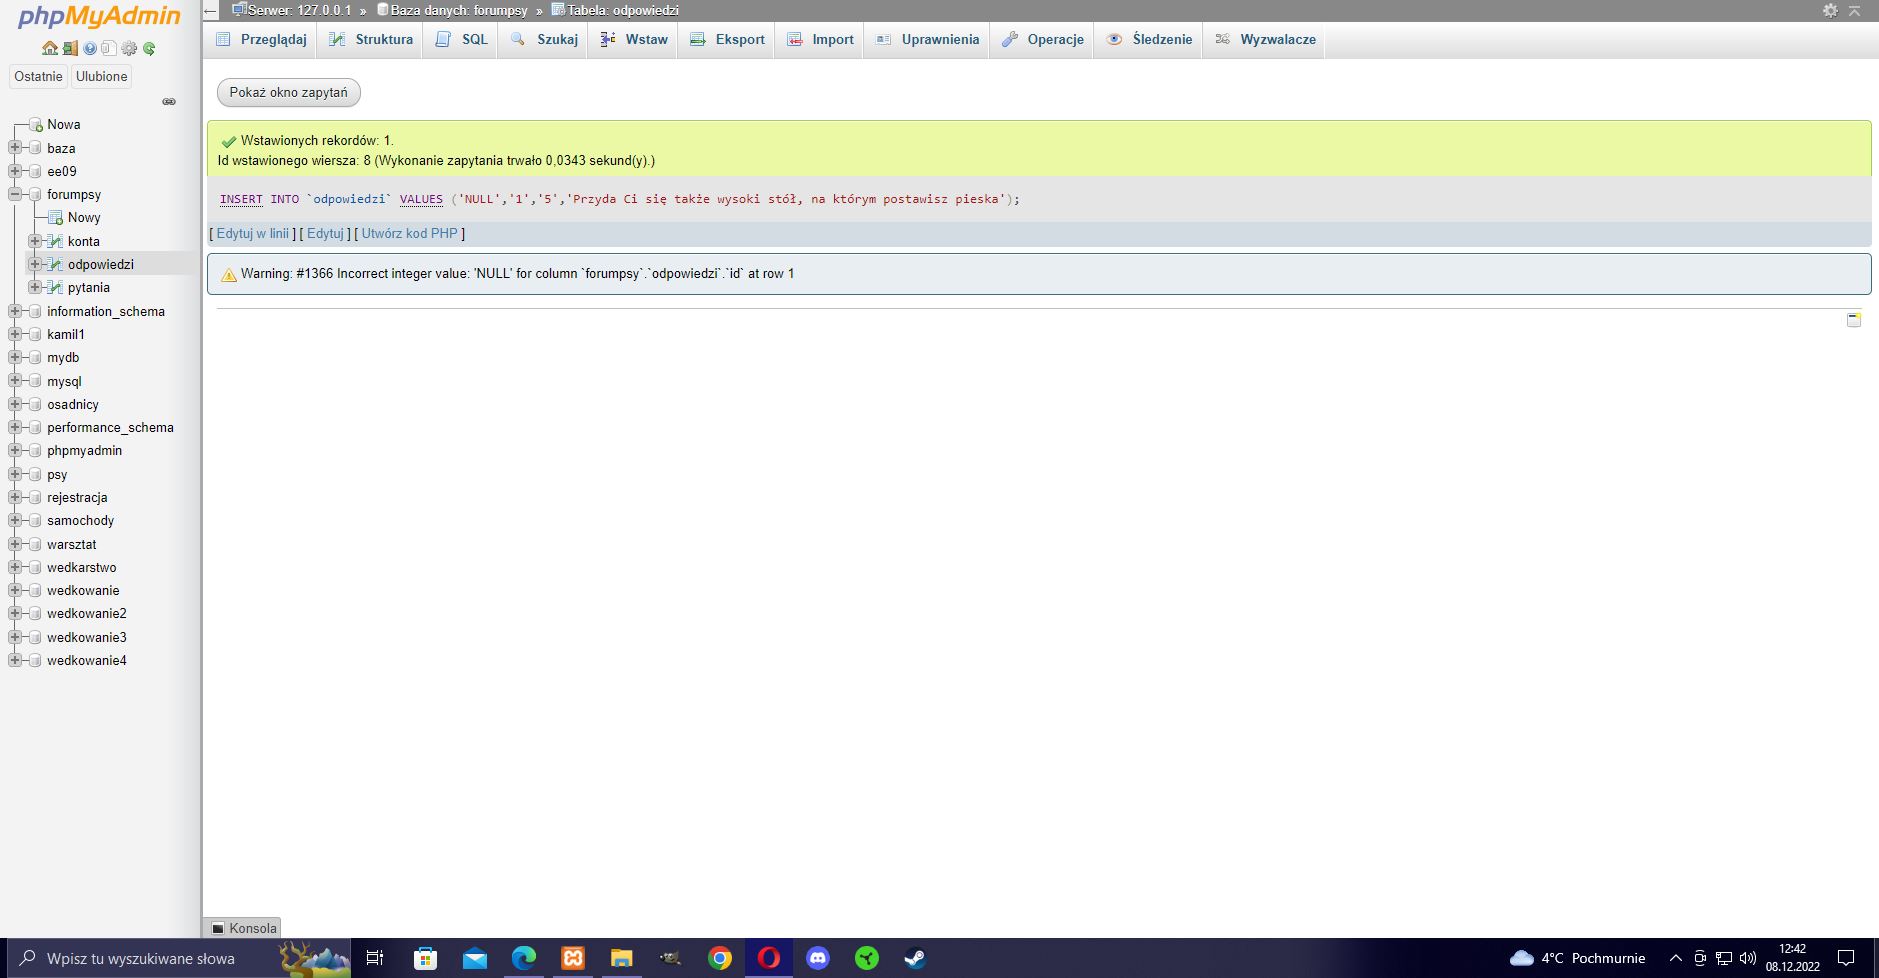 phpMyAdmin
Ostatnie Ulubione
Nowa
baza
ee09
forumpsy
Nowy
konta
odpowiedzi
pytania
information_schema
kamil1
mydb
mysql
osadnicy
performance_schema
phpmyadmin
psy
rejestracja
samochody
warsztat
wedkarstwo
wedkowanie
wedkowanie2
wedkowanie3
wedkowanie4
Serwer: 127.0.0.1 » Baza danych: forumpsy » Tabela: odpowiedzi
Przeglądaj Struktura SQL Szukaj Wstaw Eksport Import Uprawnienia Operacje Śledzenie Wyzwalacze
Pokaż okno zapytań
Wstawionych rekordów: 1.
Id wstawionego wiersza: 8 (Wykonanie zapytania trwało 0,0343 sekund(y).)
INSERT INTO `odpowiedzi` VALUES ('NULL','1','5','Przyda Ci się także wysoki stół, na którym postawisz pieska');
[ Edytuj w linii ] [ Edytuj ] [ Utwórz kod PHP ]
Warning: #1366 Incorrect integer value: 'NULL' for column `forumpsy`.`odpowiedzi`.`id` at row 1
Konsola
Wpisz tu wyszukiwane słowa
4°C Pochmurnie
12:42
08.12.2022